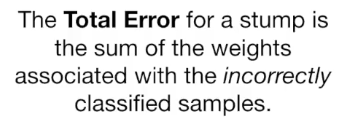 The Total Error for a stump is
the sum of the weights
associated with the incorrectly
classified samples.